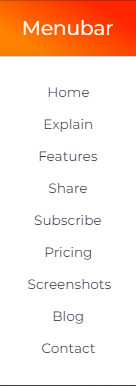 Menubar
Home
Explain
Features
Share
Subscribe
Pricing
Screenshots
Blog
Contact